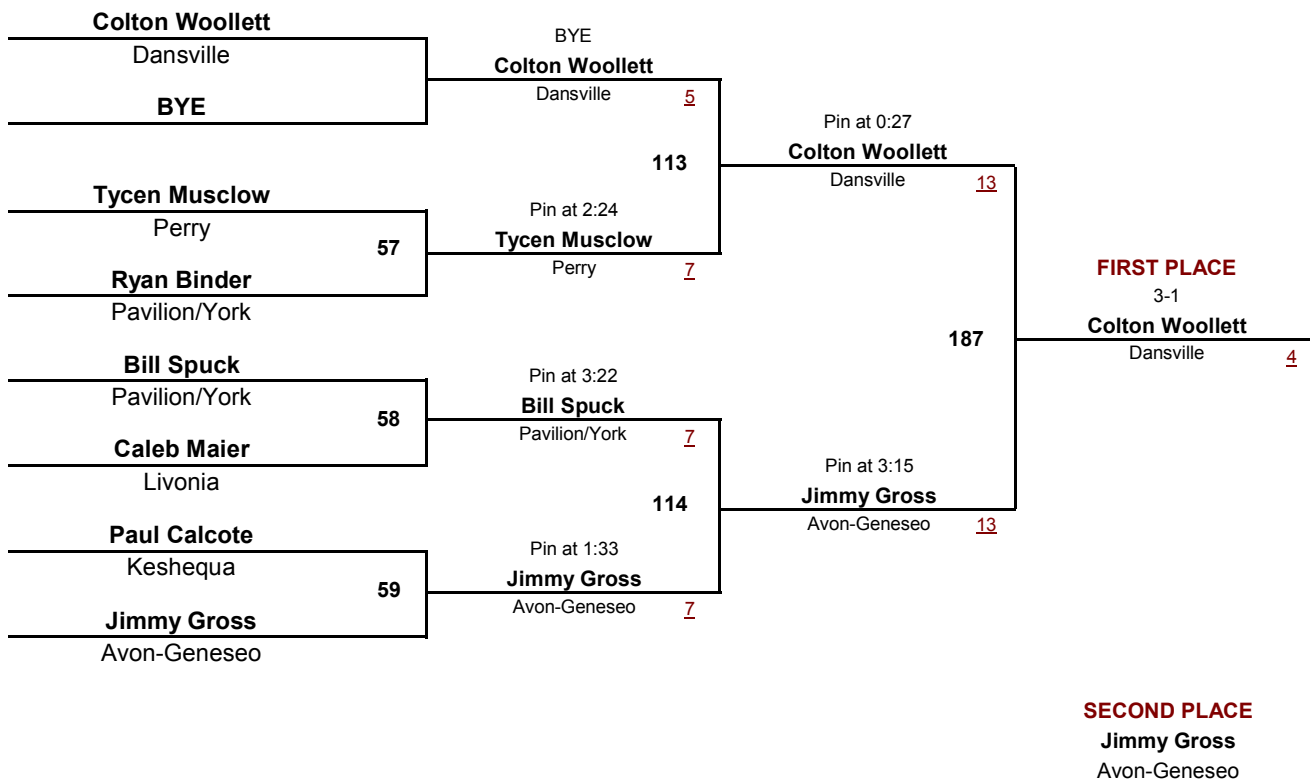 Colton Woollett
Dansville
BYE
Tycen Musclow
Perry
57
Ryan Binder
Pavilion/York
Bill Spuck
Pavilion/York
58
Caleb Maier
Livonia
Paul Calcote
Keshequa
59
Jimmy Gross
Avon-Geneseo
BYE
Colton Woollett
Dansville 5
113
Pin at 2:24
Tycen Musclow
Perry 7
Pin at 3:22
Bill Spuck
Pavilion/York 7
114
Pin at 1:33
Jimmy Gross
Avon-Geneseo 7
Pin at 0:27
Colton Woollett
Dansville 13
187
Pin at 3:15
Jimmy Gross
Avon-Geneseo 13
FIRST PLACE
3-1
Colton Woollett
Dansville 4
SECOND PLACE
Jimmy Gross
Avon-Geneseo